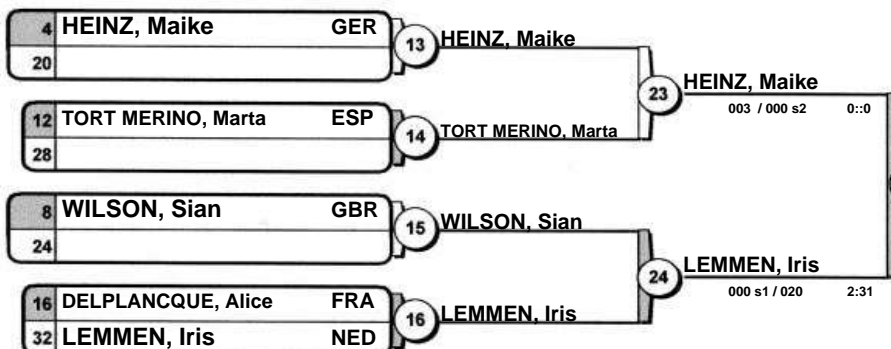 4 HEINZ, Maike GER
20
13 HEINZ, Maike
12 TORT MERINO, Marta ESP
28
14 TORT MERINO, Marta
23 HEINZ, Maike
003 / 000 s2 0::0
8 WILSON, Sian GBR
24
15 WILSON, Sian
16 DELPLANCQUE, Alice FRA
32 LEMMEN, Iris NED
16 LEMMEN, Iris
24 LEMMEN, Iris
000 s1 / 020 2:31